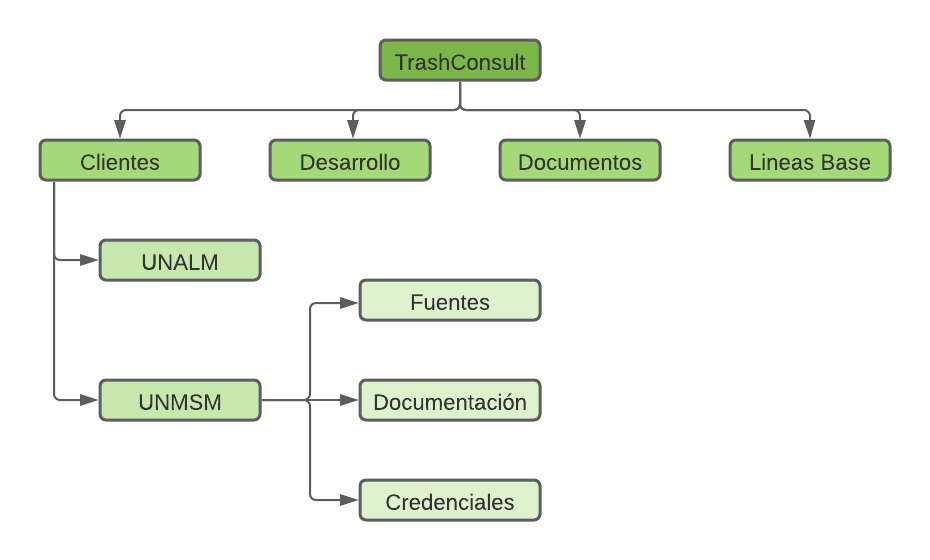 TrashConsult
Clientes
Desarrollo
Documentos
Lineas Base
UNALM
Fuentes
UNMSM
Documentación
Credenciales